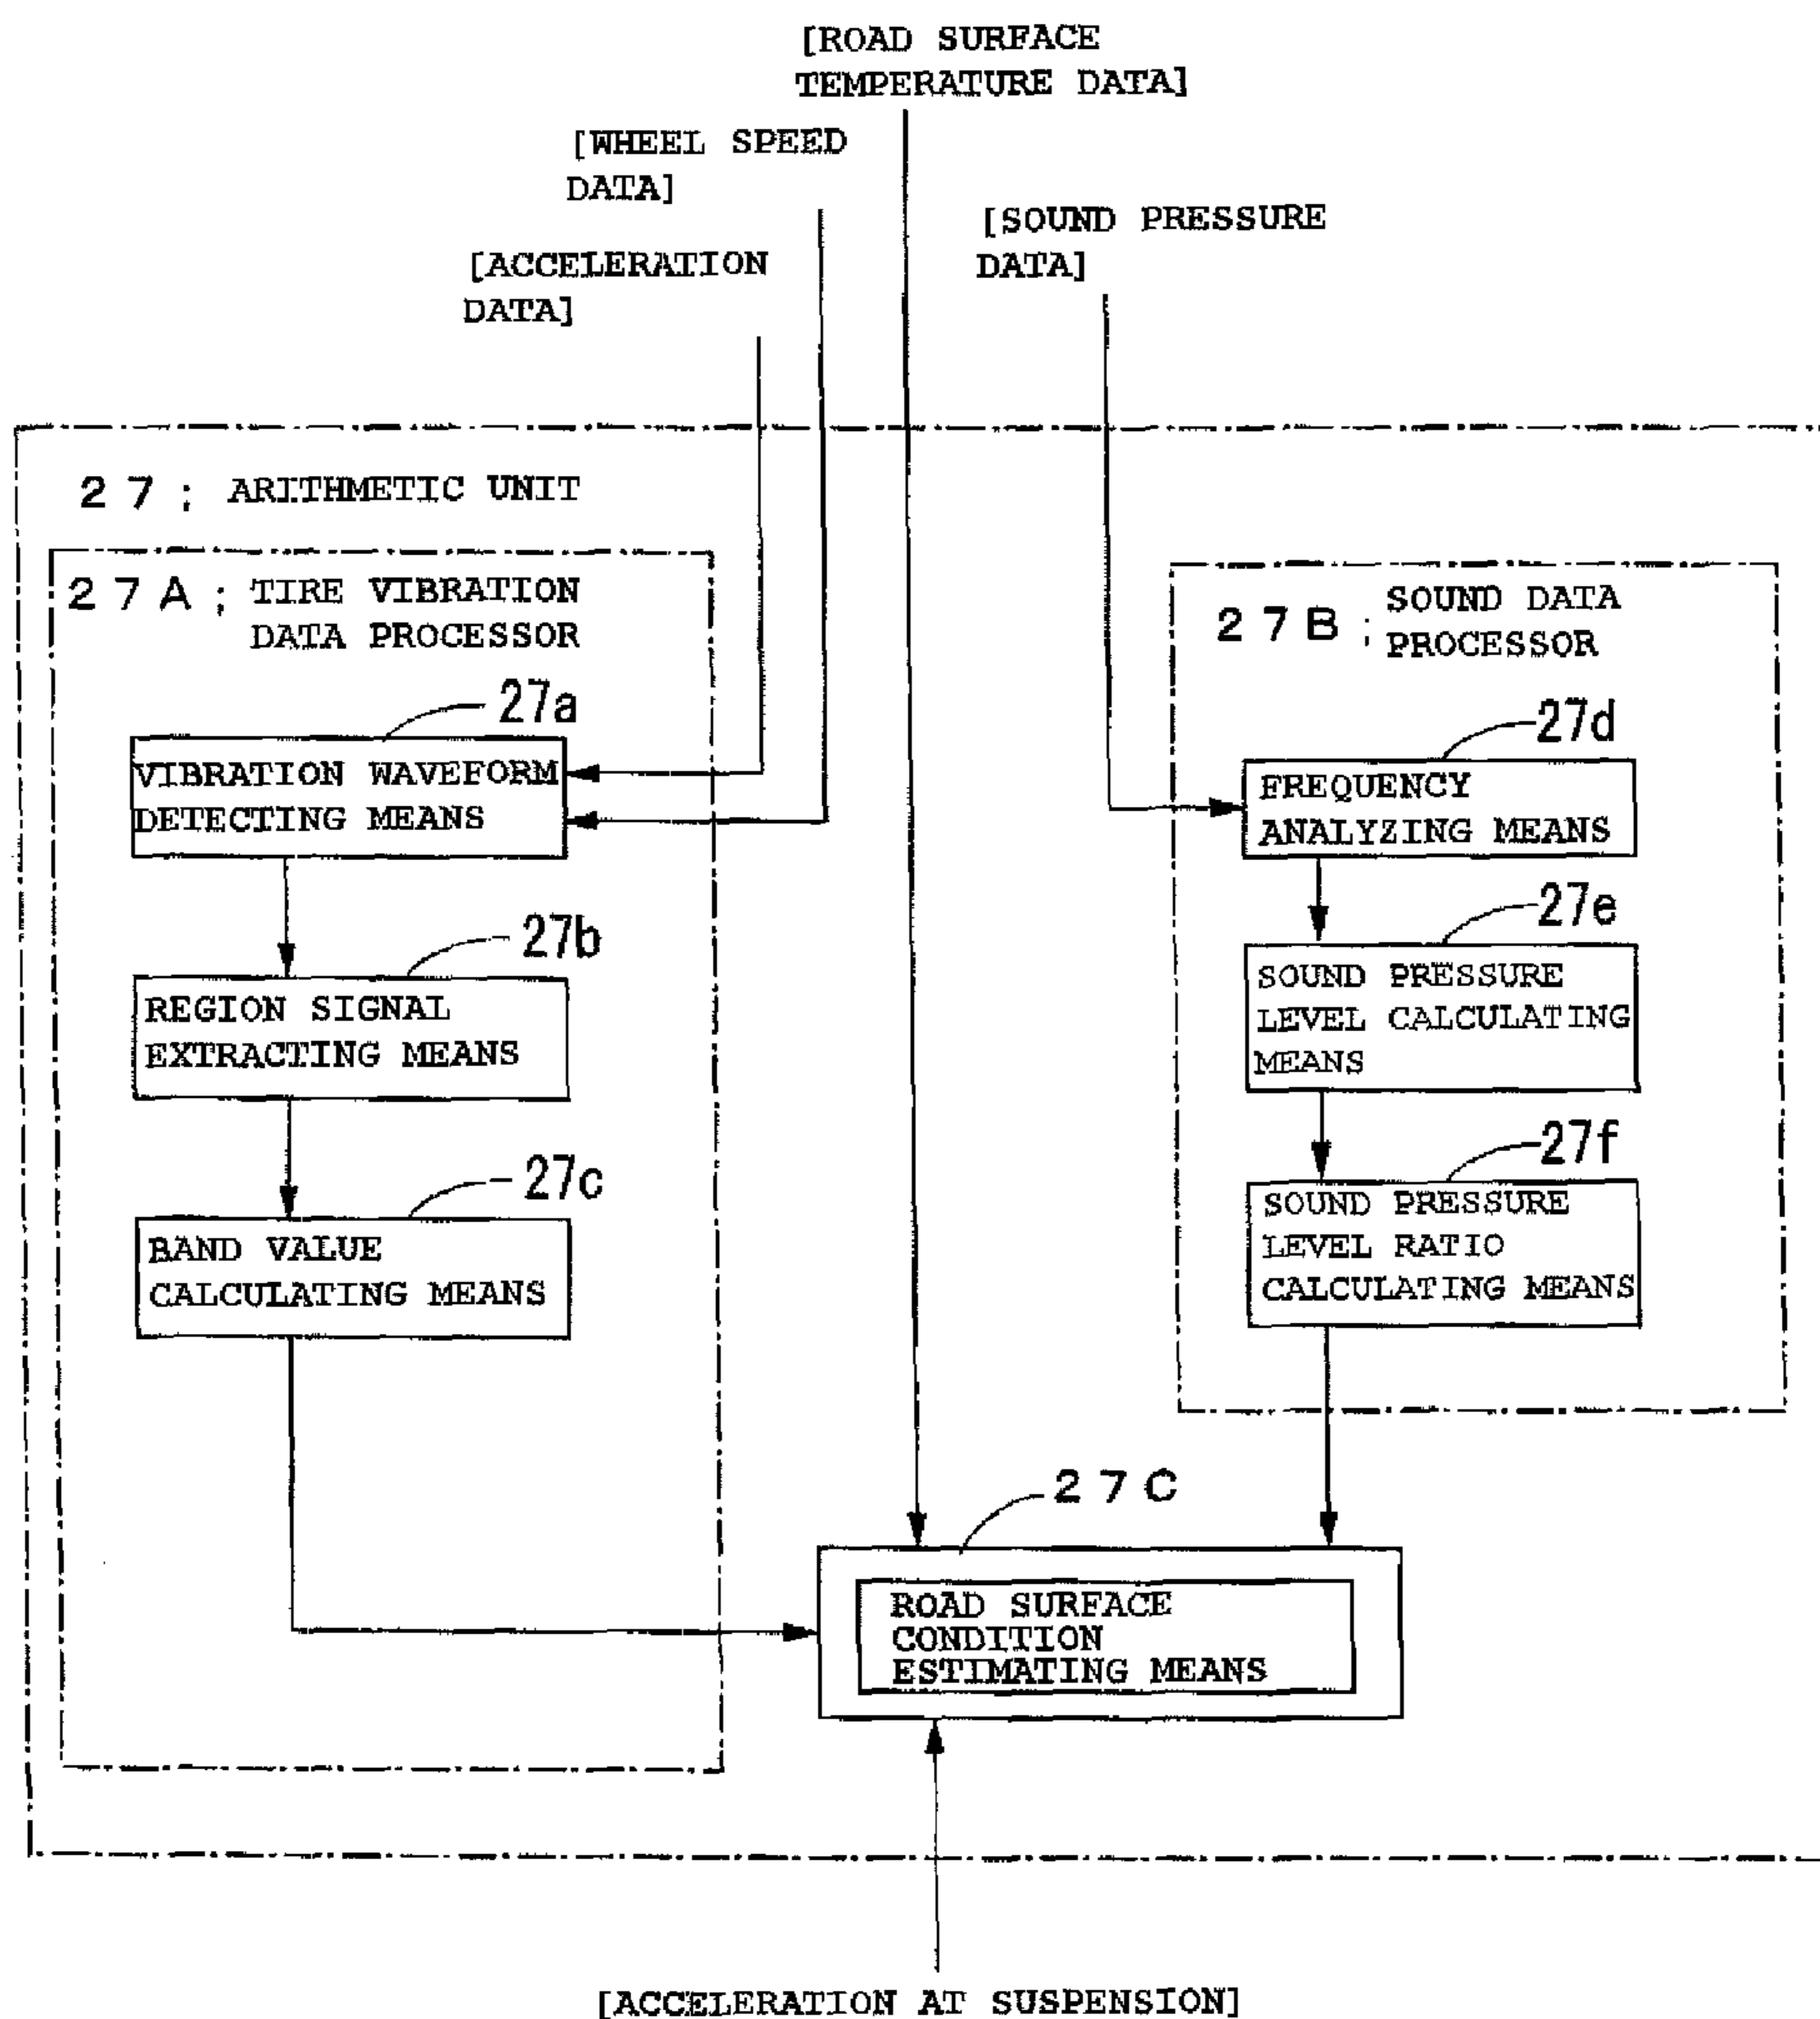 [ROAD SURFACE
TEMPERATURE DATA]
[WHEEL SPEED
DATA]
[SOUND PRESSURE
DATA]
[ACCELERATION
DATA]
27; ARITHMETIC UNIT
27A; TIRE VIBRATION
DATA PROCESSOR
27B; SOUND DATA
PROCESSOR
27a
VIBRATION WAVEFORM
DETECTING MEANS
27d
FREQUENCY
ANALYZING MEANS
27b
REGION SIGNAL
EXTRACTING MEANS
27e
SOUND PRESSURE
LEVEL CALCULATING
MEANS
27c
BAND VALUE
CALCULATING MEANS
27f
SOUND PRESSURE
LEVEL RATIO
CALCULATING MEANS
27C
ROAD SURFACE
CONDITION
ESTIMATING MEANS
[ACCELERATION AT SUSPENSION]